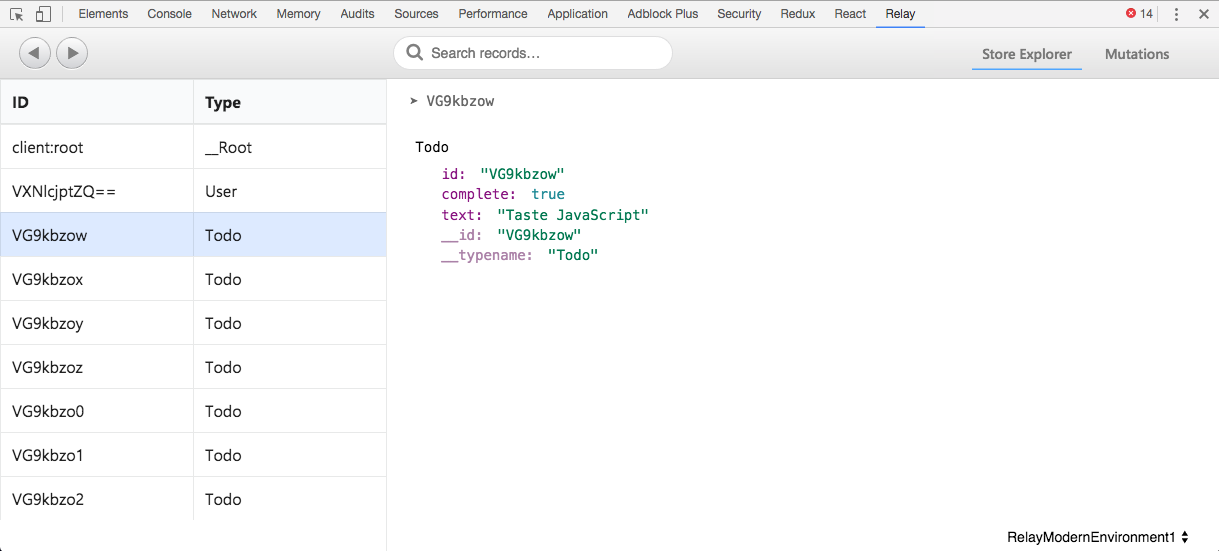 Elements Console Network Memory Audits Sources Performance Application Adblock Plus Security Redux React Relay 14
Search records… Store Explorer Mutations
ID Type
client:root __Root
VXNlcjptZQ== User
VG9kbzow Todo
VG9kbzox Todo
VG9kbzoy Todo
VG9kbzoz Todo
VG9kbzo0 Todo
VG9kbzo1 Todo
VG9kbzo2 Todo
➤ VG9kbzow
Todo
id: "VG9kbzow"
complete: true
text: "Taste JavaScript"
__id: "VG9kbzow"
__typename: "Todo"
RelayModernEnvironment1